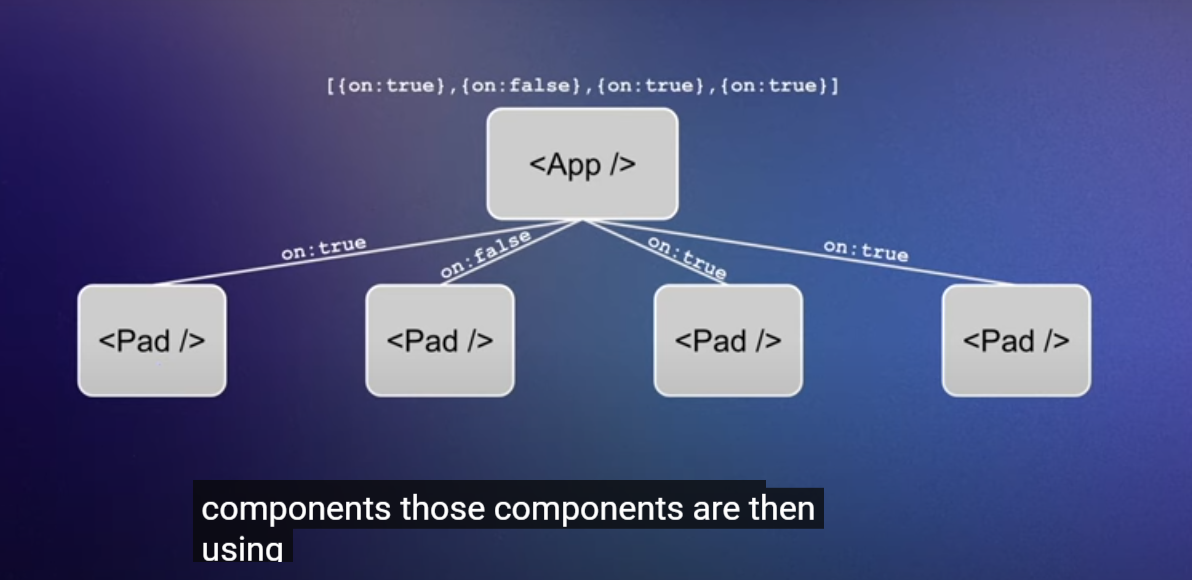 [{on:true},{on:false},{on:true},{on:true}]
<App />
on:true
on:false
on:true
on:true
<Pad />
<Pad />
<Pad />
<Pad />
components those components are then
using